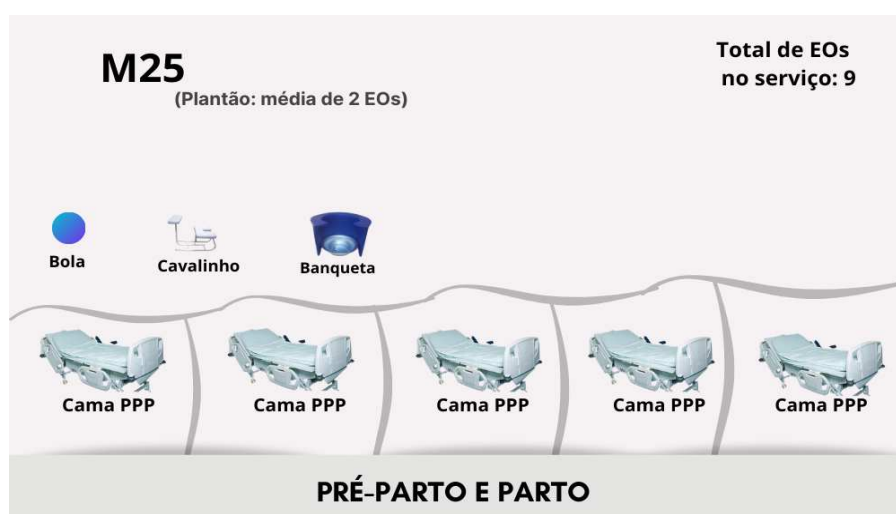 M25
(Plantão: média de 2 EOs)
Total de EOs
no serviço: 9
Bola
Cavalinho
Banqueta
Cama PPP
Cama PPP
Cama PPP
Cama PPP
Cama PPP
PRÉ-PARTO E PARTO